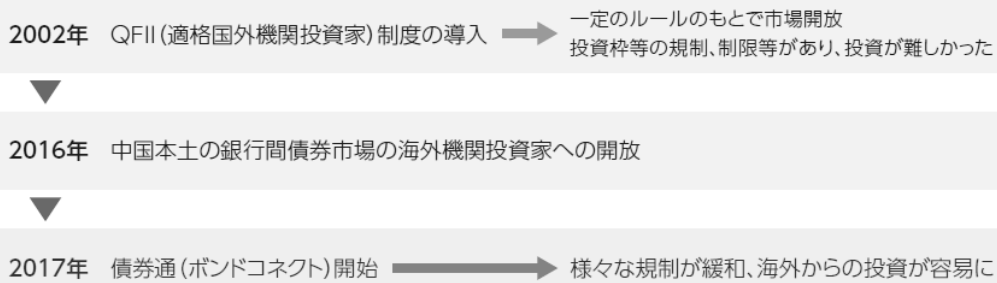 2002年 QFII(適格国外機関投資家)制度の導入 一定のルールのもとで市場開放
投資枠等の規制、制限等があり、投資が難しかった
2016年 中国本土の銀行間債券市場の海外機関投資家への開放
2017年 債券通(ボンドコネクト)開始 様々な規制が緩和、海外からの投資が容易に